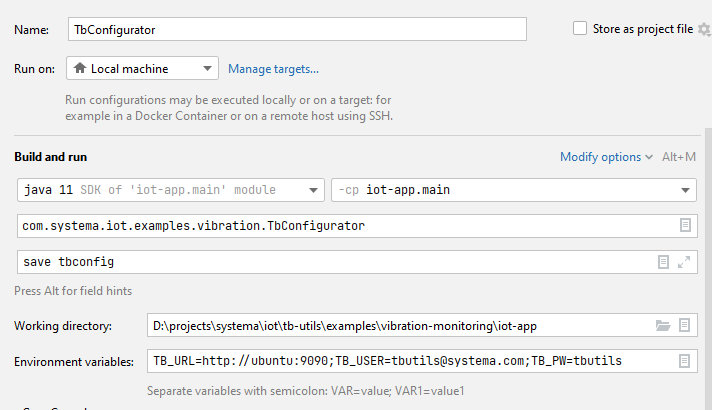 Name: TbConfigurator Store as project file
Run on: Local machine Manage targets...
Run configurations may be executed locally or on a target: for
example in a Docker Container or on a remote host using SSH.
Build and run Modify options Alt+M
java 11 SDK of 'iot-app.main' module -cp iot-app.main
com.systema.iot.examples.vibration.TbConfigurator
save tbconfig
Press Alt for field hints
Working directory: D:\projects\systema\iot\tb-utils\examples\vibration-monitoring\iot-app
Environment variables: TB_URL=http://ubuntu:9090;TB_USER=tbutils@systema.com;TB_PW=tbutils
Separate variables with semicolon: VAR=value; VAR1=value1